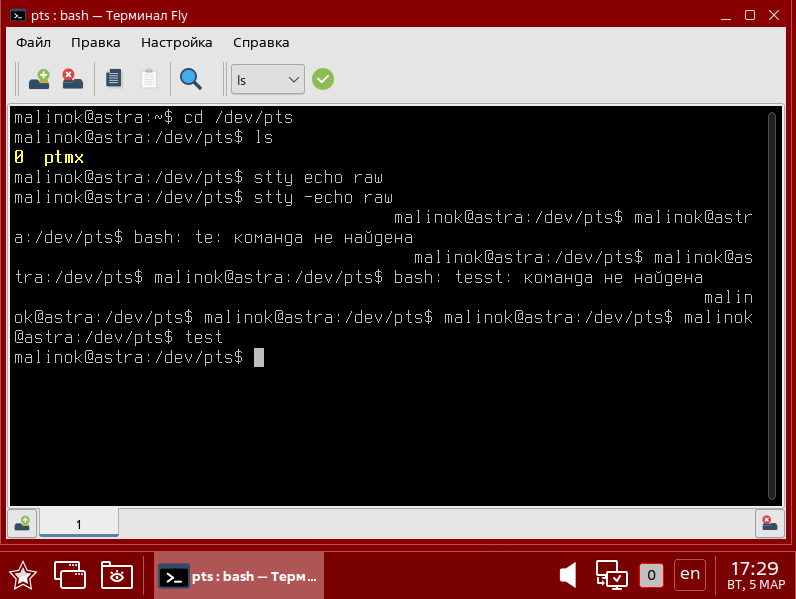 pts : bash — Терминал Fly
Файл Правка Настройка Справка
ls
malinok@astra:~$ cd /dev/pts
malinok@astra:/dev/pts$ ls
0 ptmx
malinok@astra:/dev/pts$ stty echo raw
malinok@astra:/dev/pts$ stty -echo raw
malinok@astra:/dev/pts$ malinok@astr
a:/dev/pts$ bash: te: команда не найдена
malinok@astra:/dev/pts$ malinok@as
tra:/dev/pts$ malinok@astra:/dev/pts$ bash: tesst: команда не найдена
malin
ok@astra:/dev/pts$ malinok@astra:/dev/pts$ malinok@astra:/dev/pts$ malinok
@astra:/dev/pts$ test
malinok@astra:/dev/pts$
1
pts : bash — Терм...
0
en
17:29
ВТ, 5 МАР